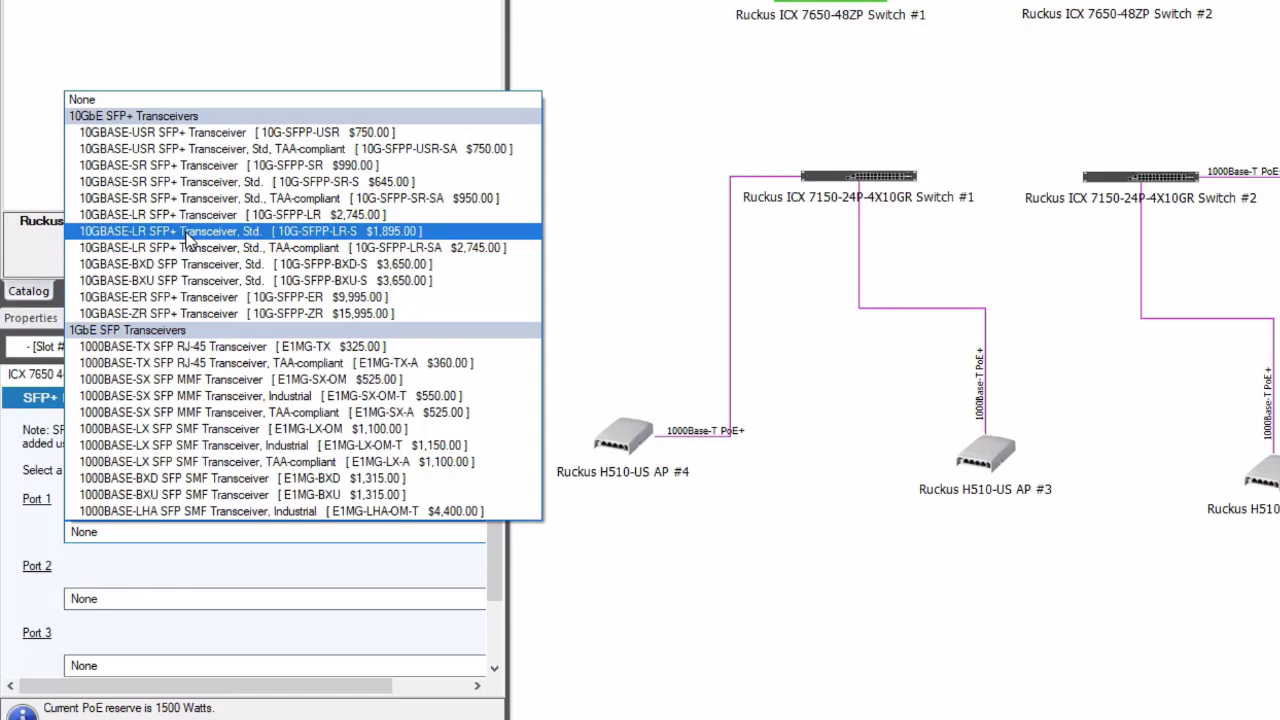 Ruckus ICX 7650-48ZP Switch #1
Ruckus ICX 7650-48ZP Switch #2
None
10GbE SFP+ Transceivers
10GBASE-USR SFP+ Transceiver [ 10G-SFPP-USR $750.00 ]
10GBASE-USR SFP+ Transceiver, Std, TAA-compliant [ 10G-SFPP-USR-SA $750.00 ]
10GBASE-SR SFP+ Transceiver [ 10G-SFPP-SR $990.00 ]
10GBASE-SR SFP+ Transceiver, Std. [ 10G-SFPP-SR-S $645.00 ]
10GBASE-SR SFP+ Transceiver, Std., TAA-compliant [ 10G-SFPP-SR-SA $950.00 ]
10GBASE-LR SFP+ Transceiver [ 10G-SFPP-LR $2,745.00 ]
10GBASE-LR SFP+ Transceiver, Std. [ 10G-SFPP-LR-S $1,895.00 ]
10GBASE-LR SFP+ Transceiver, Std., TAA-compliant [ 10G-SFPP-LR-SA $2,745.00 ]
10GBASE-BXD SFP Transceiver, Std. [ 10G-SFPP-BXD-S $3,650.00 ]
10GBASE-BXU SFP Transceiver, Std. [ 10G-SFPP-BXU-S $3,650.00 ]
10GBASE-ER SFP+ Transceiver [ 10G-SFPP-ER $9,995.00 ]
10GBASE-ZR SFP+ Transceiver [ 10G-SFPP-ZR $15,995.00 ]
1GbE SFP Transceivers
1000BASE-TX SFP RJ-45 Transceiver [ E1MG-TX $325.00 ]
1000BASE-TX SFP RJ-45 Transceiver, TAA-compliant [ E1MG-TX-A $360.00 ]
1000BASE-SX SFP MMF Transceiver [ E1MG-SX-OM $525.00 ]
1000BASE-SX SFP MMF Transceiver, Industrial [ E1MG-SX-OM-T $550.00 ]
1000BASE-SX SFP MMF Transceiver, TAA-compliant [ E1MG-SX-A $525.00 ]
1000BASE-LX SFP SMF Transceiver [ E1MG-LX-OM $1,100.00 ]
1000BASE-LX SFP SMF Transceiver, Industrial [ E1MG-LX-OM-T $1,150.00 ]
1000BASE-LX SFP SMF Transceiver, TAA-compliant [ E1MG-LX-A $1,100.00 ]
1000BASE-BXD SFP SMF Transceiver [ E1MG-BXD $1,315.00 ]
1000BASE-BXU SFP SMF Transceiver [ E1MG-BXU $1,315.00 ]
1000BASE-LHA SFP SMF Transceiver, Industrial [ E1MG-LHA-OM-T $4,400.00 ]
Ruckus
Catalog
Properties
- [Slot #
ICX 7650 4
SFP+
Note: SF
added u
Select a
Port 1
None
Port 2
None
Port 3
None
Current PoE reserve is 1500 Watts.
1000Base-T PoE
Ruckus ICX 7150-24P-4X10GR Switch #1
Ruckus ICX 7150-24P-4X10GR Switch #2
1000Base-T PoE+
1000Base-T PoE+
1000Base-T PoE+
Ruckus H510-US AP #4
Ruckus H510-US AP #3
Ruckus H510